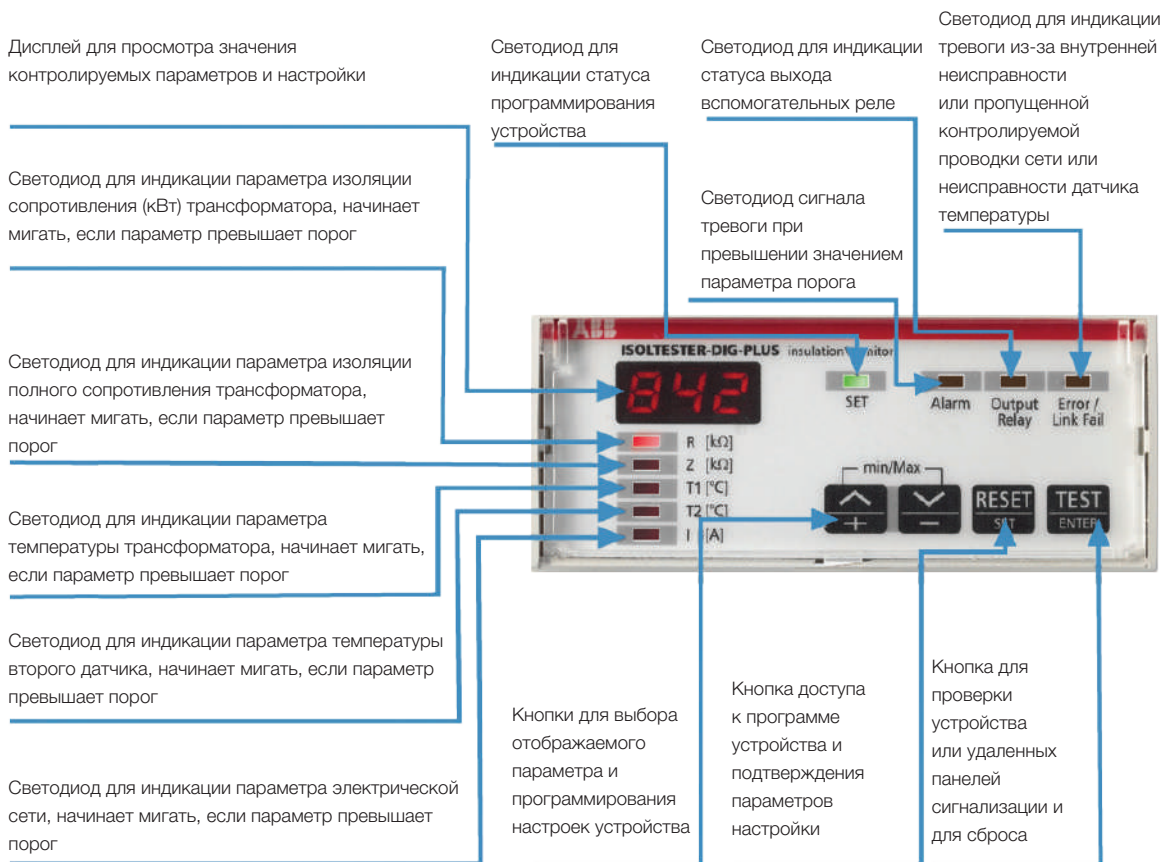 Дисплей для просмотра значения
контролируемых параметров и настройки
Светодиод для
индикации статуса
программирования
устройства
Светодиод для индикации
статуса выхода
вспомогательных реле
Светодиод для индикации
тревоги из-за внутренней
неисправности
или пропущенной
контролируемой
проводки сети или
неисправности датчика
температуры
Светодиод для индикации параметра изоляции
сопротивления (кВт) трансформатора, начинает
мигать, если параметр превышает порог
Светодиод сигнала
тревоги при
превышении значением
параметра порога
Светодиод для индикации параметра изоляции
полного сопротивления трансформатора,
начинает мигать, если параметр превышает
порог
Светодиод для индикации параметра
температуры трансформатора, начинает мигать,
если параметр превышает порог
Светодиод для индикации параметра температуры
второго датчика, начинает мигать, если параметр
превышает порог
Светодиод для индикации параметра электрической
сети, начинает мигать, если параметр превышает
порог
ABB
ISOLTESTER-DIG-PLUS insulation monitor
842
SET
Alarm
Output
Relay
Error /
Link Fail
R [kΩ]
Z [kΩ]
T1 [°C]
T2 [°C]
I [A]
min/Max
+
−
RESET
SET
TEST
ENTER
Кнопки для выбора
отображаемого
параметра и
программирования
настроек устройства
Кнопка доступа
к программе
устройства и
подтверждения
параметров
настройки
Кнопка для
проверки
устройства
или удаленных
панелей
сигнализации и
для сброса